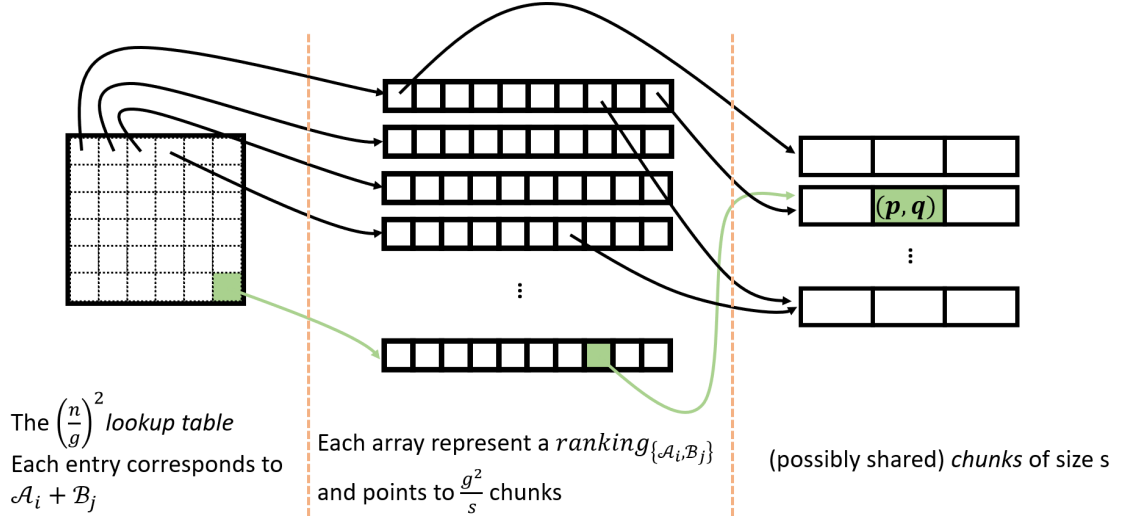 (𝒑, 𝒒)
⋮
⋮
The (n/g)² lookup table
Each entry corresponds to
𝒜ᵢ + ℬⱼ
Each array represent a ranking_{𝒜ᵢ,ℬⱼ}
and points to g²/s chunks
(possibly shared) chunks of size s